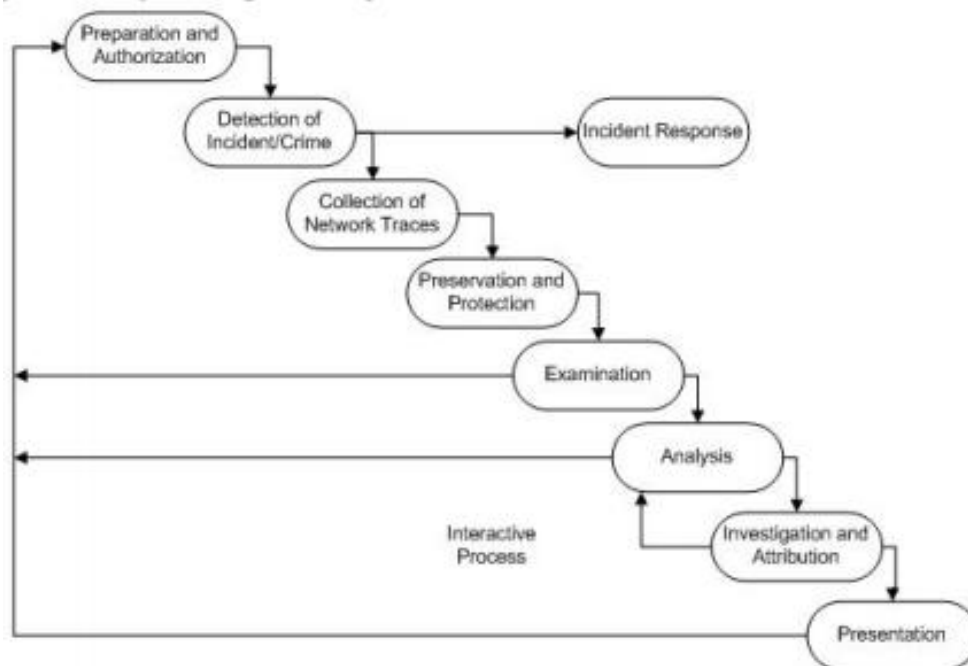 Preparation and
Authorization
Detection of
Incident/Crime
Incident Response
Collection of
Network Traces
Preservation and
Protection
Examination
Analysis
Interactive
Process
Investigation and
Attribution
Presentation